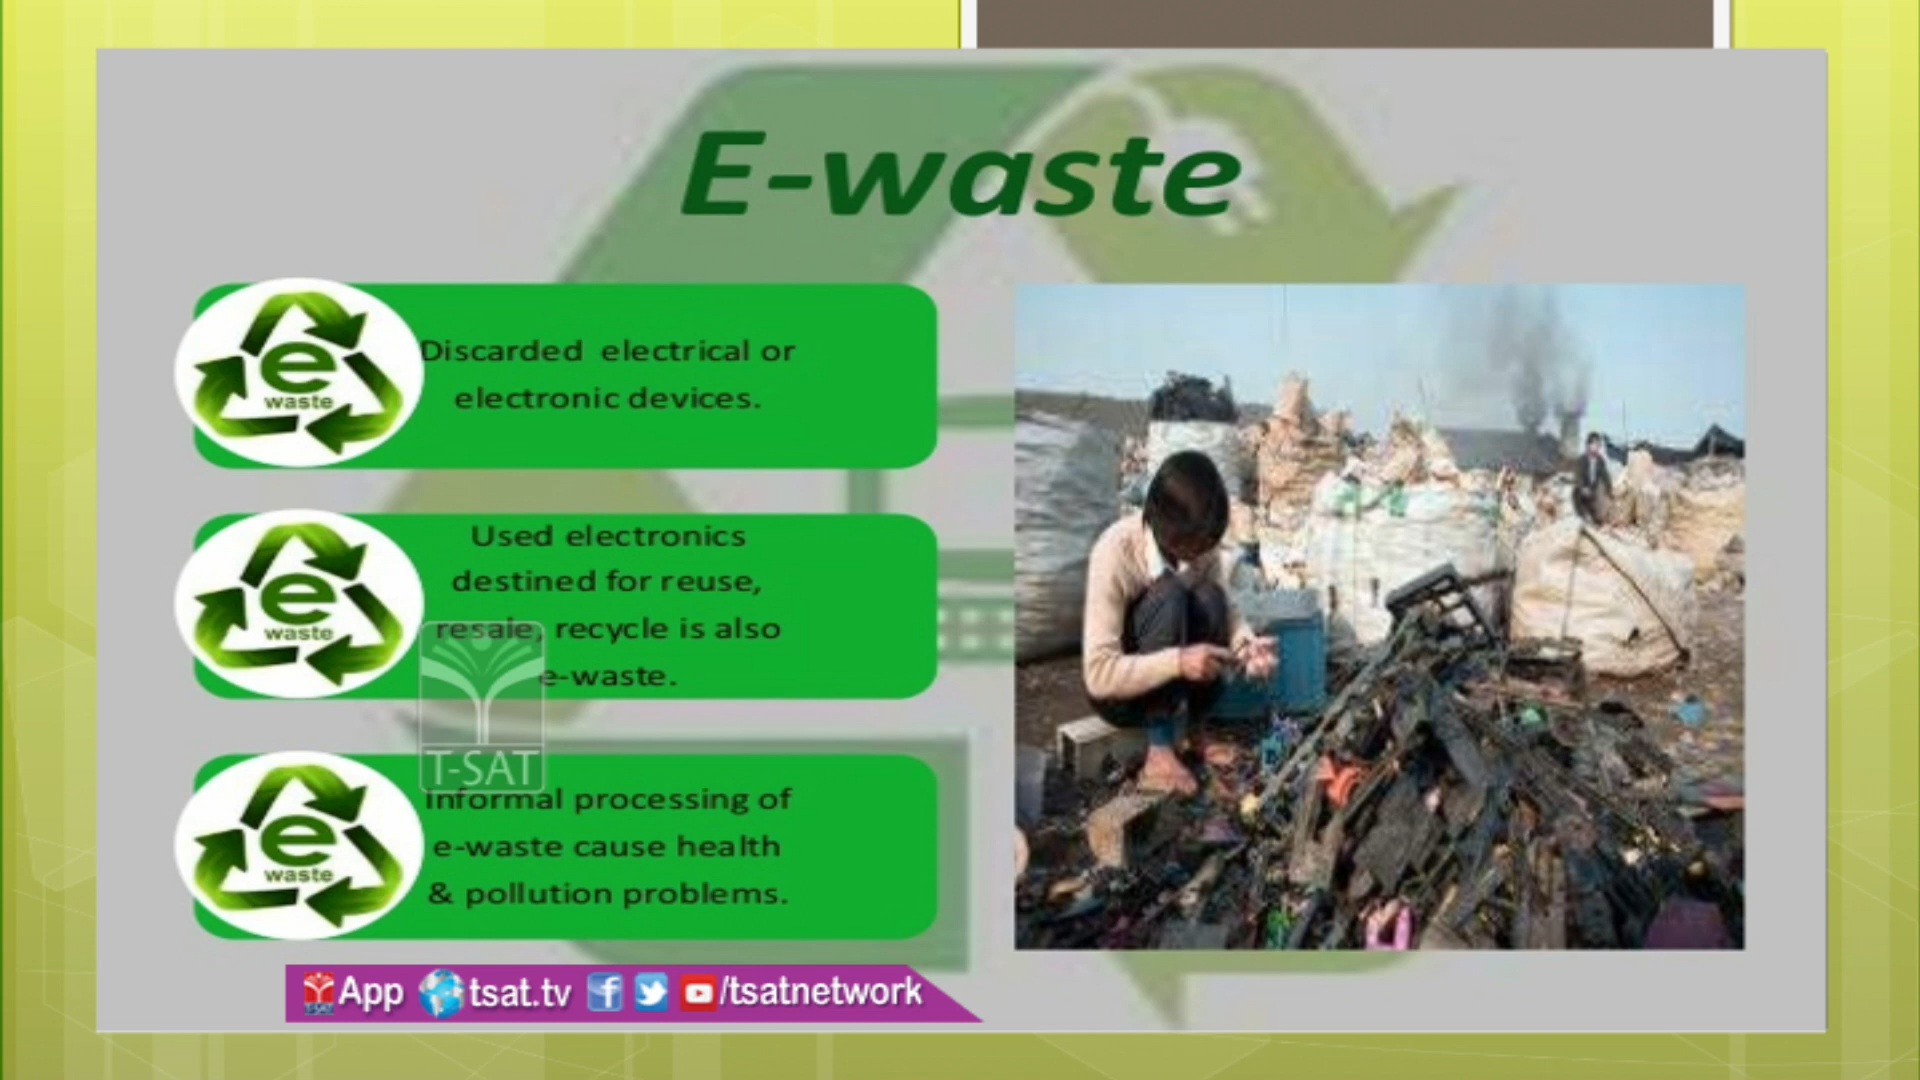 E-waste
e
waste
Discarded electrical or
electronic devices.
e
waste
Used electronics
destined for reuse,
resale, recycle is also
e-waste.
T-SAT
e
waste
Informal processing of
e-waste cause health
& pollution problems.
T-SAT App tsat.tv /tsatnetwork